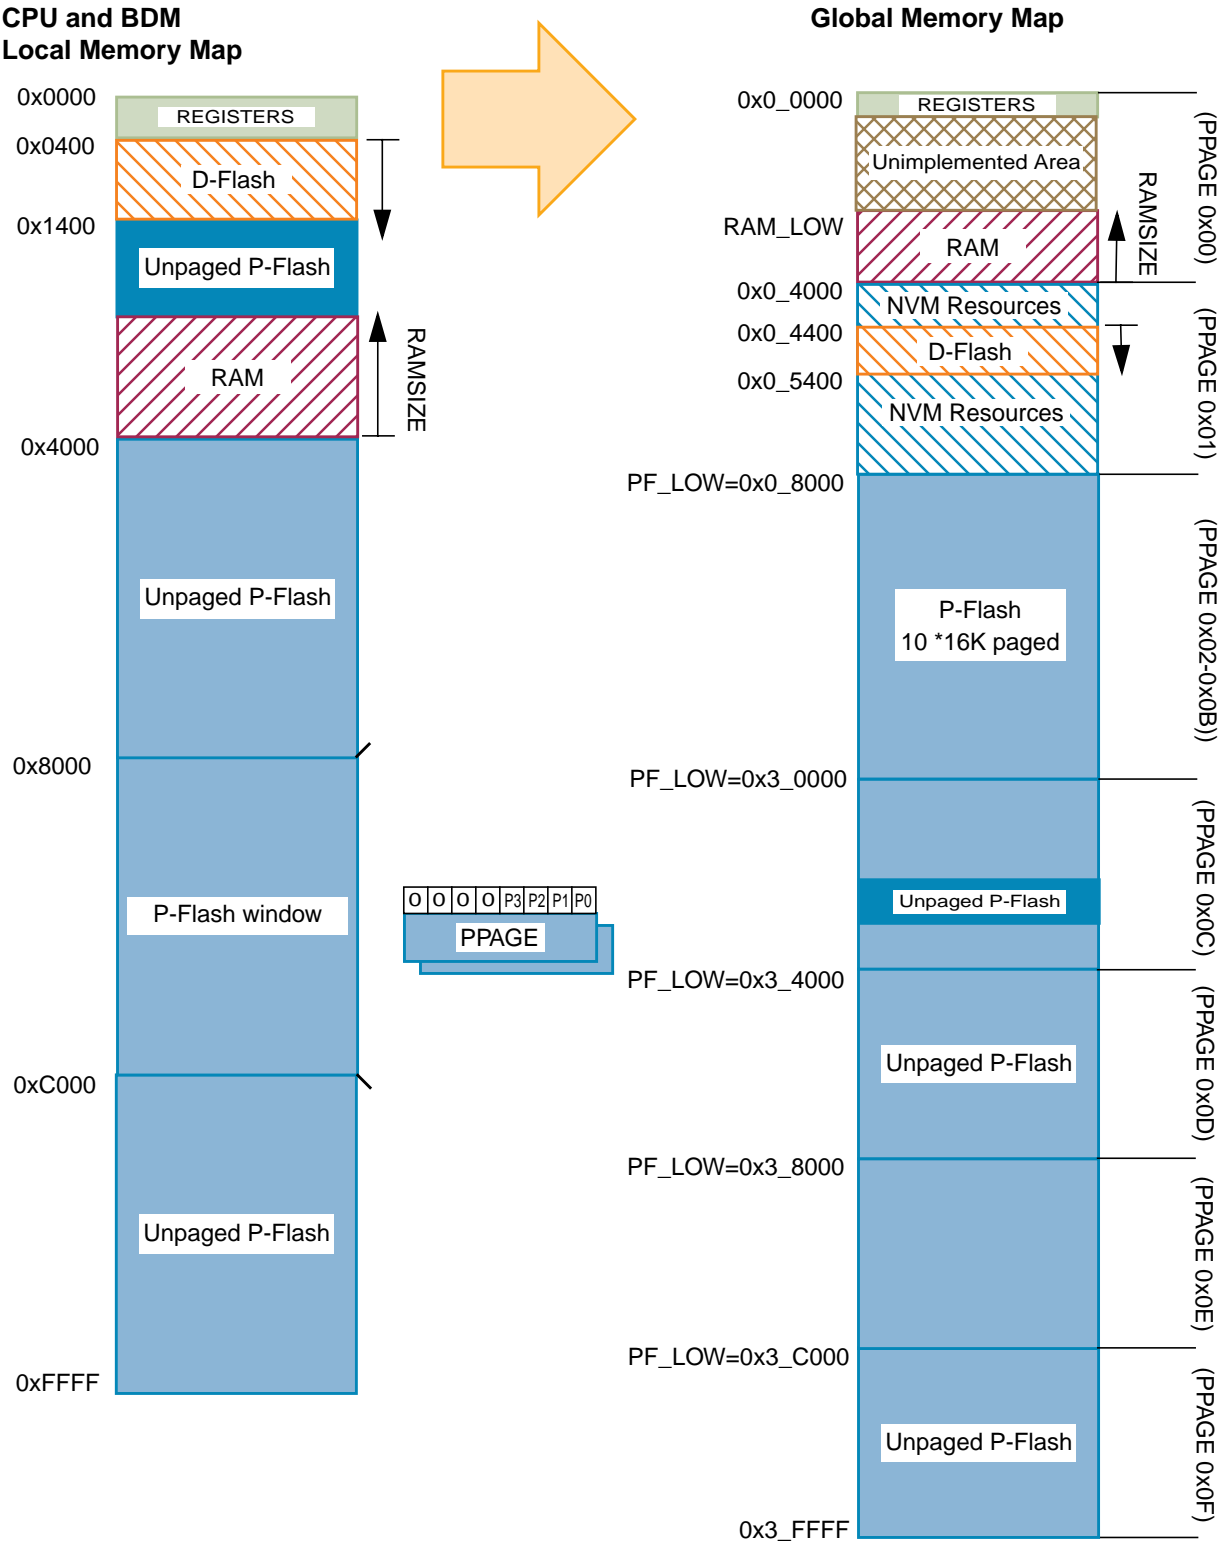 CPU and BDM
Local Memory Map
0x0000
REGISTERS
0x0400
D-Flash
0x1400
Unpaged P-Flash
RAM
RAMSIZE
0x4000
Unpaged P-Flash
0x8000
P-Flash window
0xC000
Unpaged P-Flash
0xFFFF
0 0 0 0 P3 P2 P1 P0
PPAGE
Global Memory Map
0x0_0000
REGISTERS
Unimplemented Area
RAM_LOW
RAM
RAMSIZE
(PPAGE 0x00)
0x0_4000
NVM Resources
0x0_4400
D-Flash
0x0_5400
NVM Resources
(PPAGE 0x01)
PF_LOW=0x0_8000
P-Flash
10 *16K paged
(PPAGE 0x02-0x0B))
PF_LOW=0x3_0000
Unpaged P-Flash
(PPAGE 0x0C)
PF_LOW=0x3_4000
Unpaged P-Flash
(PPAGE 0x0D)
PF_LOW=0x3_8000
(PPAGE 0x0E)
PF_LOW=0x3_C000
Unpaged P-Flash
(PPAGE 0x0F)
0x3_FFFF